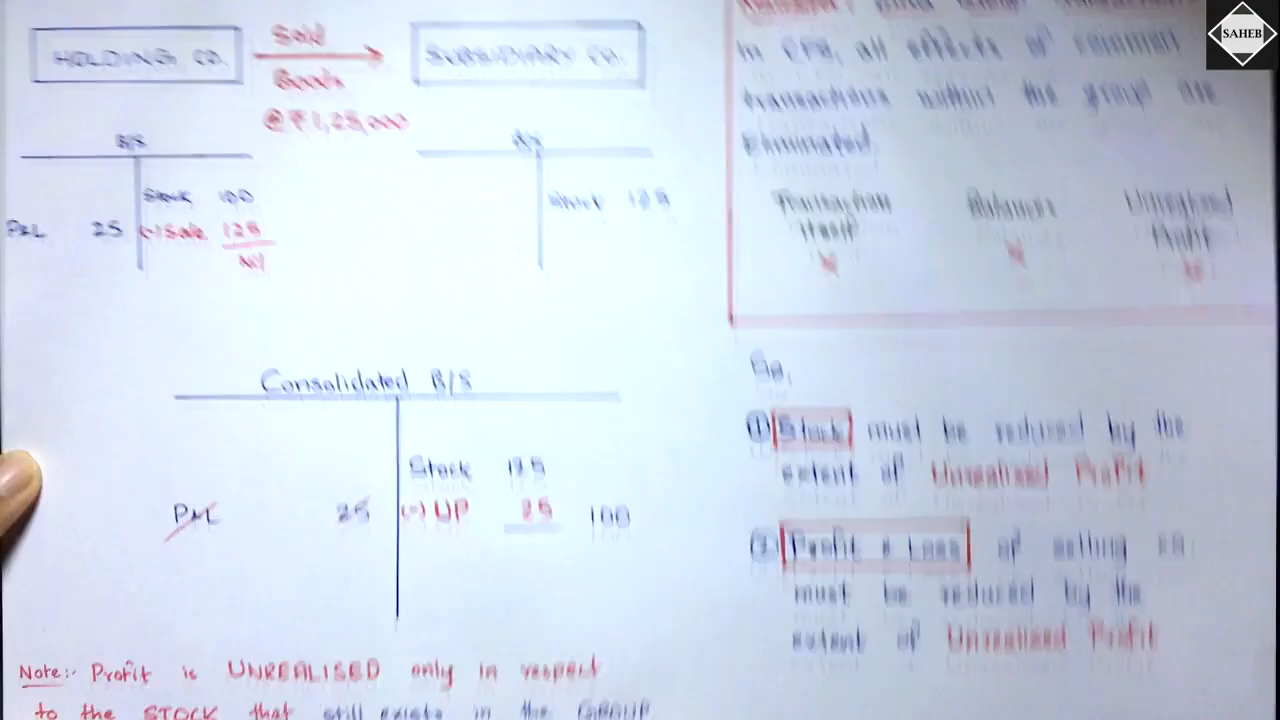 HOLDING CO.
Sold
Goods
@ ₹1,25,000
SUBSIDIARY CO.
B/S
Stock 100
P&L 25 (-) Sale 125
Nil
B/S
Stock 125
Consolidated B/S
Stock 125
P&L 25 (-) UP 25 100
Note:- Profit is UNREALISED only in respect
to the STOCK that still exists in the GROUP
In CFS, all effects of common
transactions within the group are
Eliminated.
Transaction Balances Unrealised
itself Profit
So,
① Stock must be reduced by the
extent of Unrealised Profit
② Profit & Loss of selling co.
must be reduced by the
extent of Unrealised Profit
SAHEB